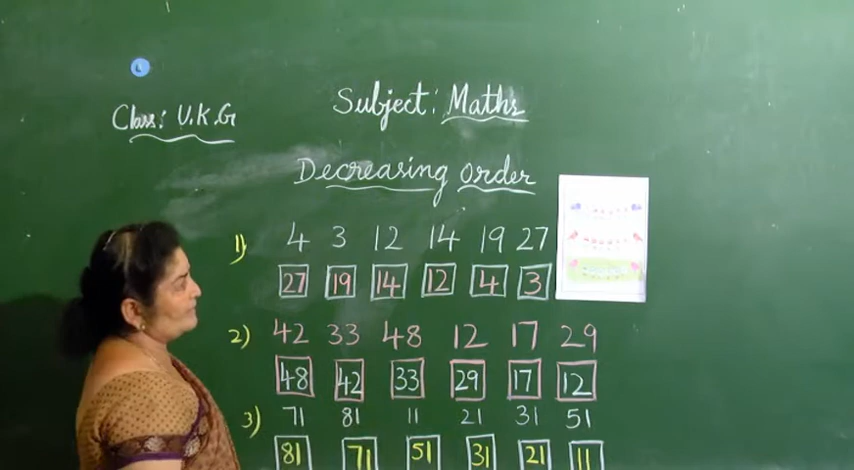 Class: U.K.G
Subject: Maths
Decreasing order
1) 4 3 12 14 19 27
27 19 14 12 4 3
2) 42 33 48 12 17 29
48 42 33 29 17 12
3) 71 81 11 21 31 51
81 71 51 31 21 11